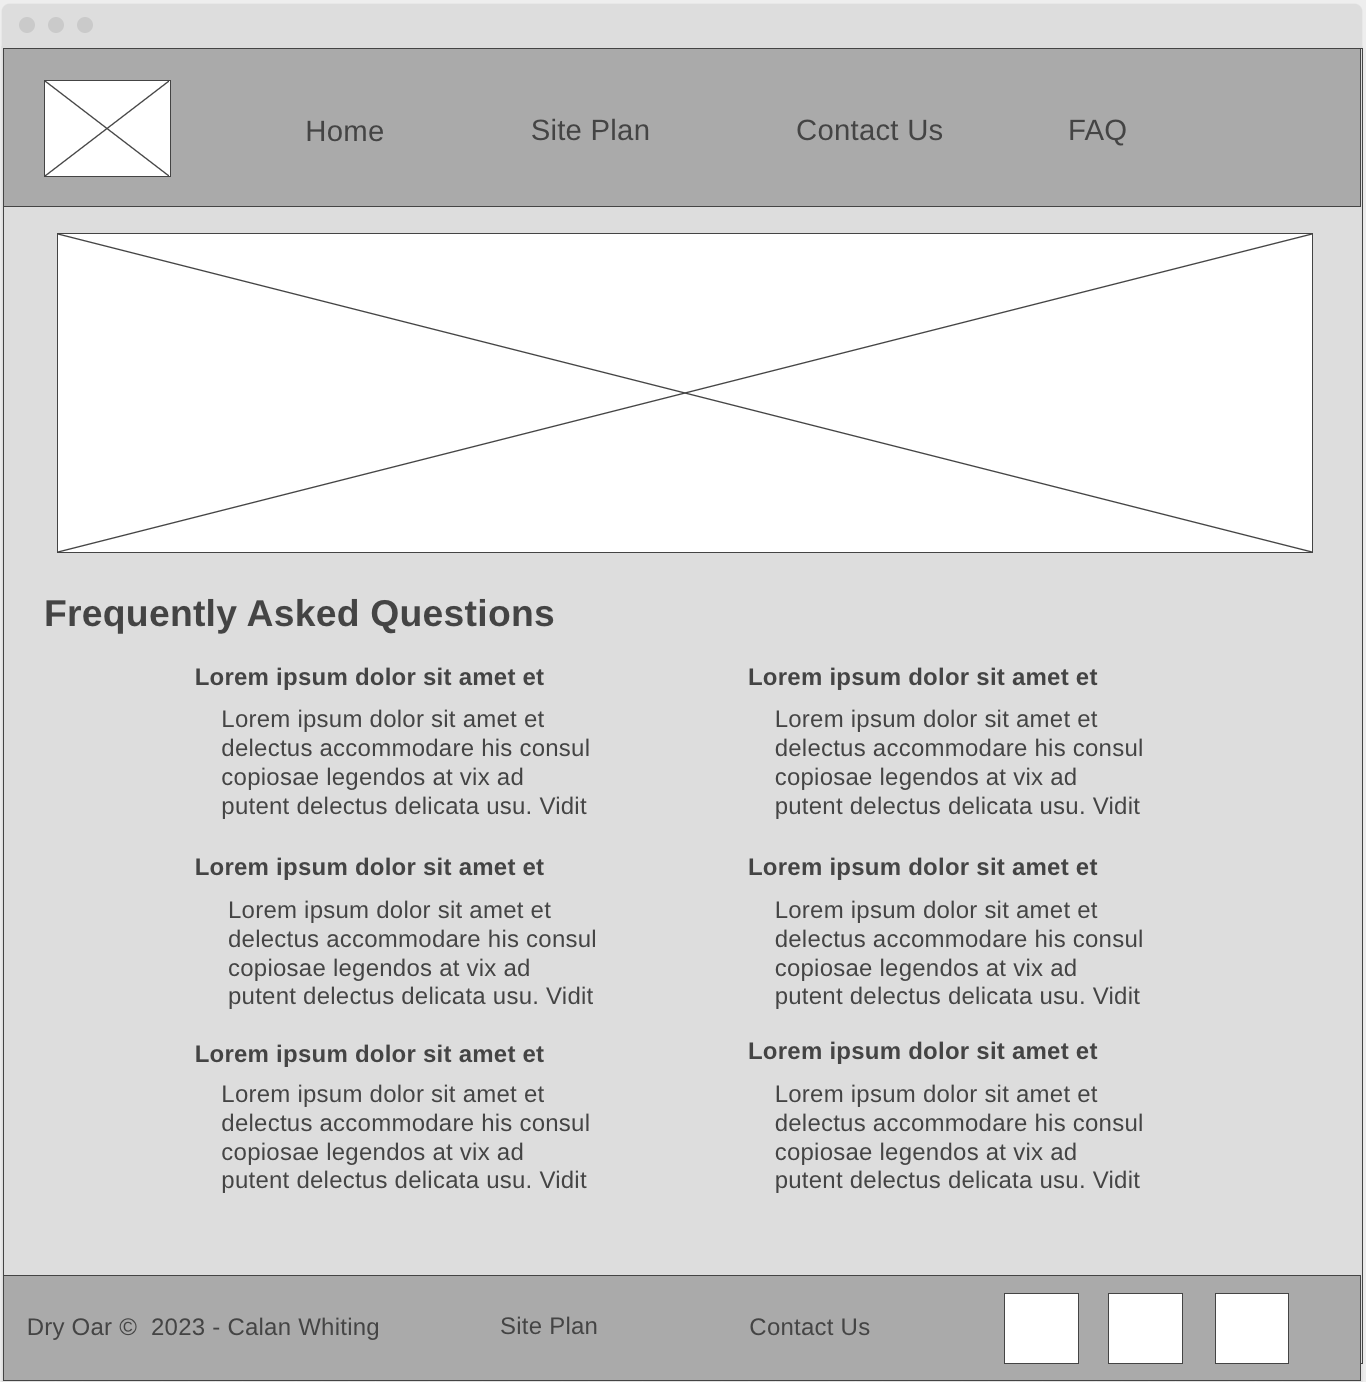 Home
Site Plan
Contact Us
FAQ
Frequently Asked Questions
Lorem ipsum dolor sit amet et
Lorem ipsum dolor sit amet et
delectus accommodare his consul
copiosae legendos at vix ad
putent delectus delicata usu. Vidit
Lorem ipsum dolor sit amet et
Lorem ipsum dolor sit amet et
delectus accommodare his consul
copiosae legendos at vix ad
putent delectus delicata usu. Vidit
Lorem ipsum dolor sit amet et
Lorem ipsum dolor sit amet et
delectus accommodare his consul
copiosae legendos at vix ad
putent delectus delicata usu. Vidit
Lorem ipsum dolor sit amet et
Lorem ipsum dolor sit amet et
delectus accommodare his consul
copiosae legendos at vix ad
putent delectus delicata usu. Vidit
Lorem ipsum dolor sit amet et
Lorem ipsum dolor sit amet et
delectus accommodare his consul
copiosae legendos at vix ad
putent delectus delicata usu. Vidit
Lorem ipsum dolor sit amet et
Lorem ipsum dolor sit amet et
delectus accommodare his consul
copiosae legendos at vix ad
putent delectus delicata usu. Vidit
Dry Oar ©  2023 - Calan Whiting
Site Plan
Contact Us